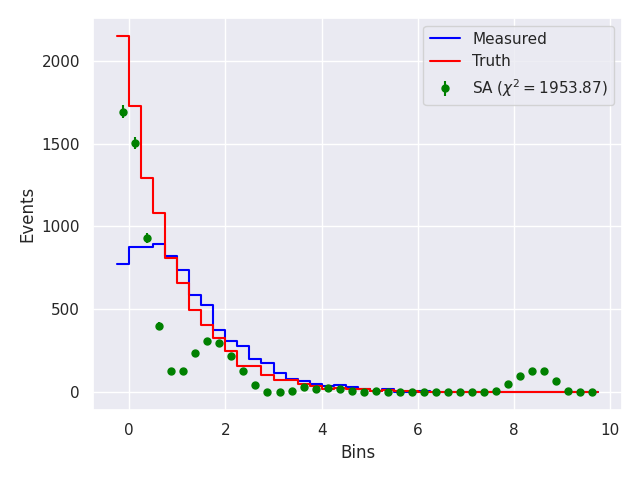 2000
1500
1000
500
0
Events
0
2
4
6
8
10
Bins
Measured
Truth
SA (χ² = 1953.87)